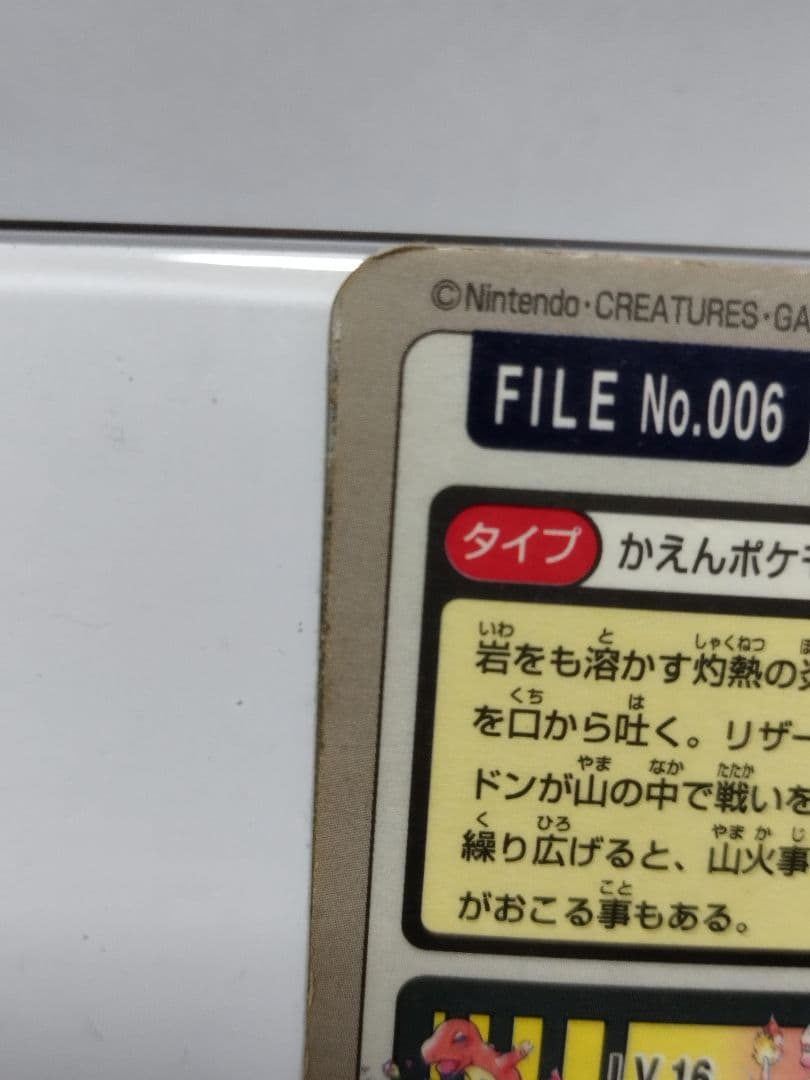 ©Nintendo・CREATURES・GA
FILE No.006
タイプ かえんポケモ
いわ と しゃくねつ
岩をも溶かす灼熱の
くち は
を口から吐く。リザー
やま なか たたか
ドンが山の中で戦いを
く ひろ やまかじ
繰り広げると、山火事
こと
がおこる事もある。
LV.16